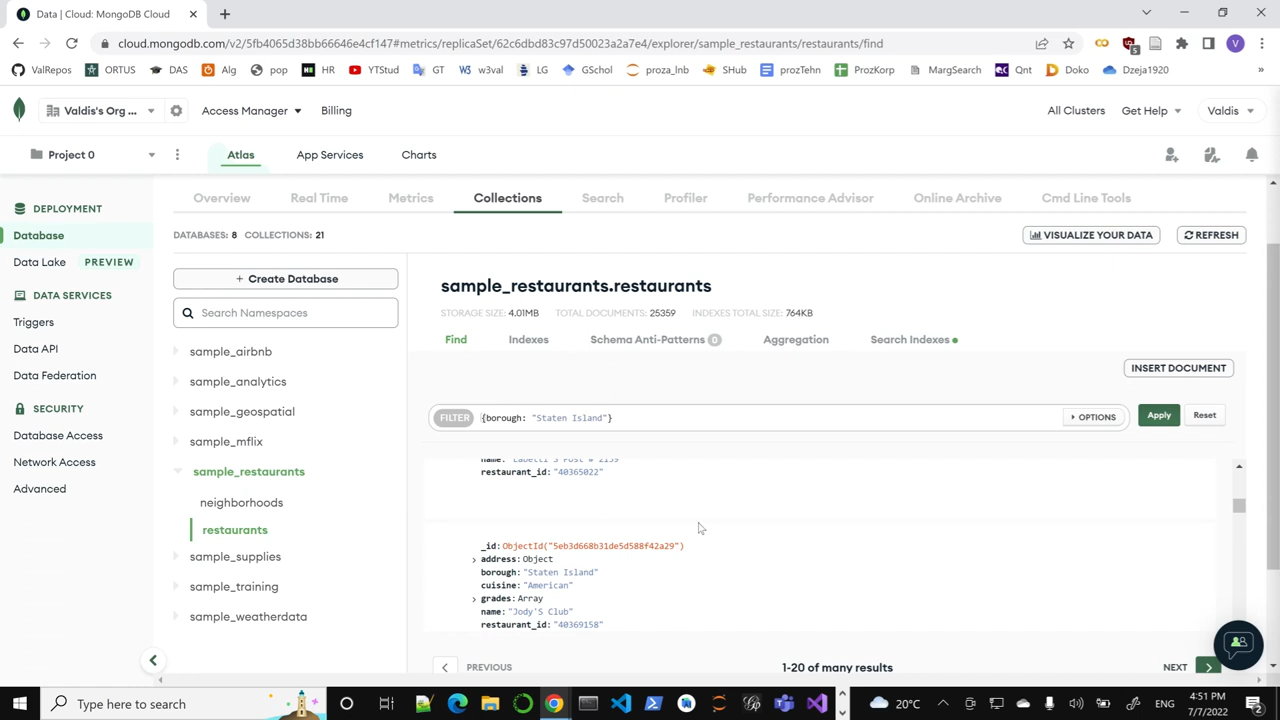 Data | Cloud: MongoDB Cloud
cloud.mongodb.com/v2/5fb4065d38bb66646e4cf147#metrics/replicaSet/62c6dbd83c97d50023a2a7e4/explorer/sample_restaurants/restaurants/find
5
V
ValRepos ORTUS DAS Alg pop HI HR YTStud GT W3 w3val LG GSchol proza_lnb SHub prozTehn ProzKorp MargSearch Qnt Doko Dzeja1920 »
Valdis's Org ... Access Manager Billing All Clusters Get Help Valdis
Project 0 Atlas App Services Charts
DEPLOYMENT
Database
Data Lake PREVIEW
DATA SERVICES
Triggers
Data API
Data Federation
SECURITY
Database Access
Network Access
Advanced
Overview Real Time Metrics Collections Search Profiler Performance Advisor Online Archive Cmd Line Tools
DATABASES: 8 COLLECTIONS: 21 VISUALIZE YOUR DATA REFRESH
+ Create Database
Search Namespaces
sample_airbnb
sample_analytics
sample_geospatial
sample_mflix
sample_restaurants
neighborhoods
restaurants
sample_supplies
sample_training
sample_weatherdata
sample_restaurants.restaurants
STORAGE SIZE: 4.01MB TOTAL DOCUMENTS: 25359 INDEXES TOTAL SIZE: 764KB
Find Indexes Schema Anti-Patterns 0 Aggregation Search Indexes
INSERT DOCUMENT
FILTER {borough: "Staten Island"} OPTIONS Apply Reset
name: "Labetti'S Post # 2159"
restaurant_id: "40365022"
_id: ObjectId("5eb3d668b31de5d588f42a29")
address: Object
borough: "Staten Island"
cuisine: "American"
grades: Array
name: "Jody'S Club"
restaurant_id: "40369158"
PREVIOUS 1-20 of many results NEXT
Type here to search 20°C ENG 4:51 PM
7/7/2022 2